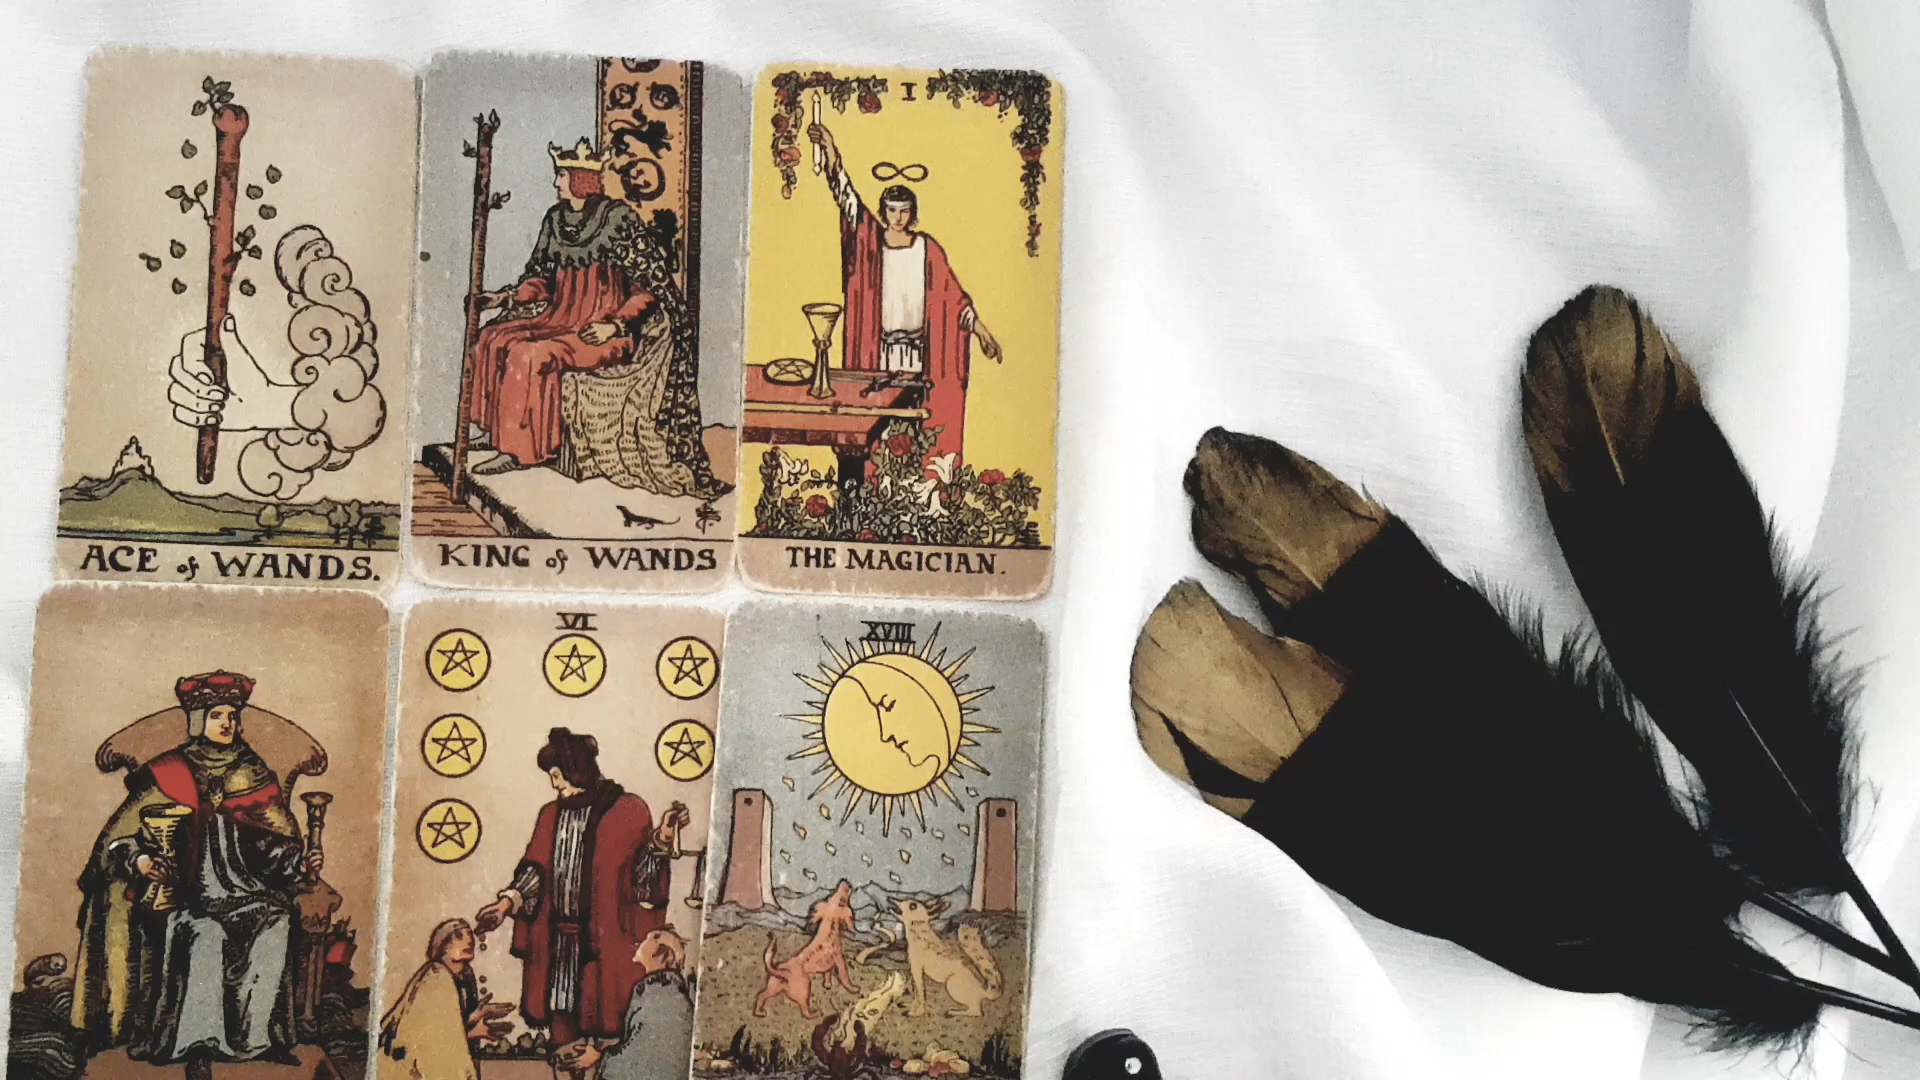 I
ACE of WANDS.
KING of WANDS
THE MAGICIAN.
VI
XVIII